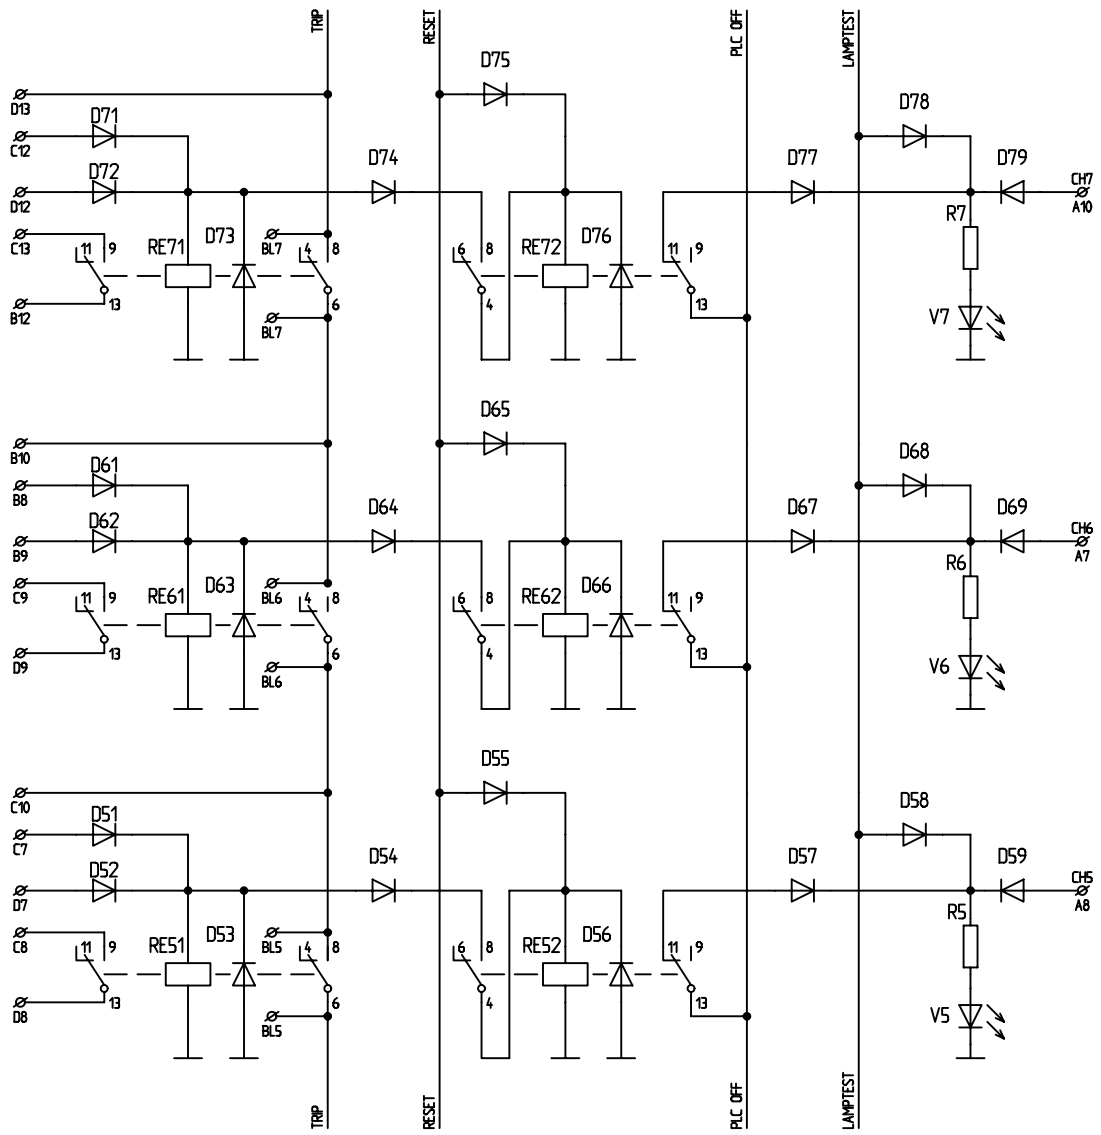 TRIP
RESET
PLC OFF
LAMPTEST
D75
D13
D71
D78
C12
D72
D74
D77
D79
CH7
D12
A10
R7
C13
11 9
RE71
D73
BL7
4 8
6 8
RE72
D76
11 9
B12
13
BL7
6
4
13
V7
D65
B10
D61
D68
B8
D62
D64
D67
D69
CH6
B9
A7
R6
C9
11 9
RE61
D63
BL6
4 8
6 8
RE62
D66
11 9
D9
13
BL6
6
4
13
V6
D55
C10
D51
D58
C7
D52
D54
D57
D59
CH5
D7
A8
R5
C8
11 9
RE51
D53
BL5
4 8
6 8
RE52
D56
11 9
D8
13
BL5
6
4
13
V5
TRIP
RESET
PLC OFF
LAMPTEST